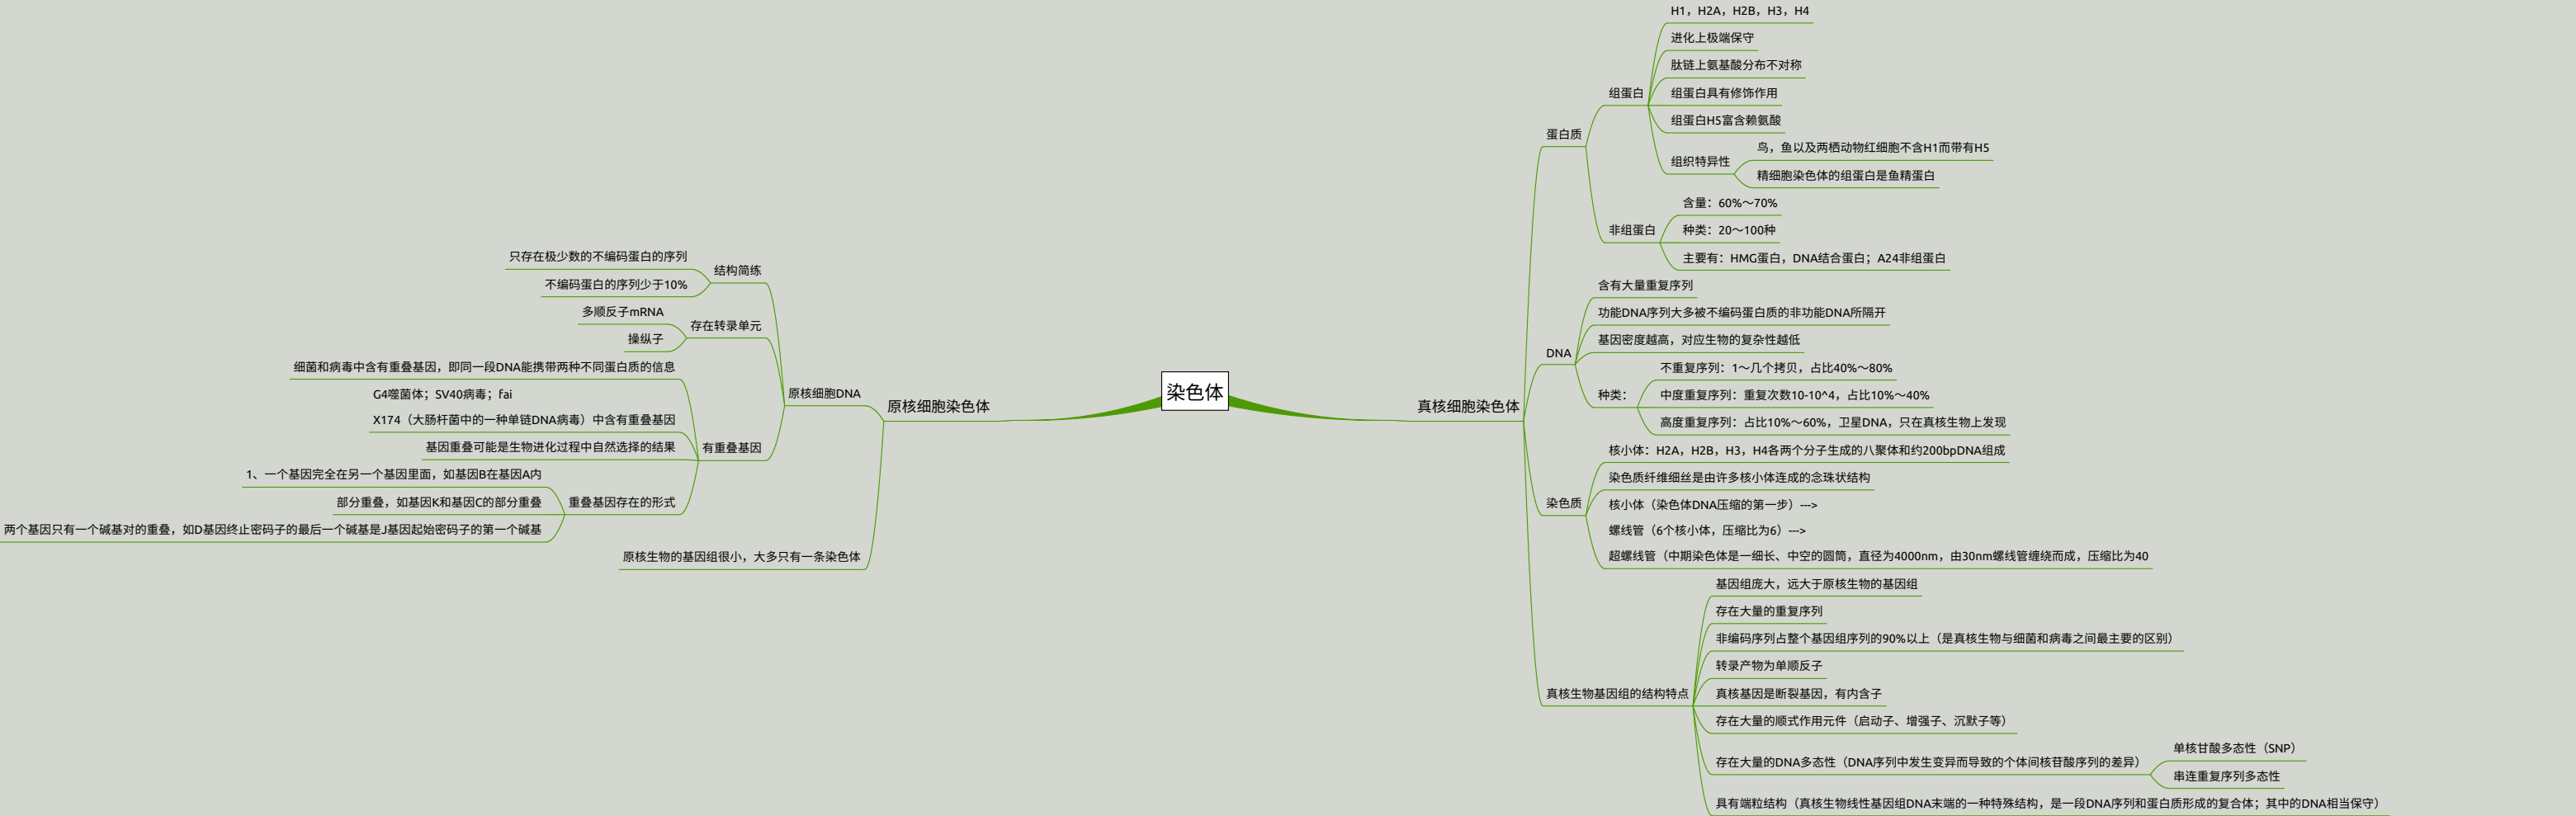 染色体
原核细胞染色体
原核细胞DNA
结构简练
只存在极少数的不编码蛋白的序列
不编码蛋白的序列少于10%
存在转录单元
多顺反子mRNA
操纵子
有重叠基因
细菌和病毒中含有重叠基因，即同一段DNA能携带两种不同蛋白质的信息
G4噬菌体；SV40病毒；fai
X174（大肠杆菌中的一种单链DNA病毒）中含有重叠基因
基因重叠可能是生物进化过程中自然选择的结果
重叠基因存在的形式
1、一个基因完全在另一个基因里面，如基因B在基因A内
部分重叠，如基因K和基因C的部分重叠
两个基因只有一个碱基对的重叠，如D基因终止密码子的最后一个碱基是J基因起始密码子的第一个碱基
原核生物的基因组很小，大多只有一条染色体
真核细胞染色体
蛋白质
组蛋白
H1，H2A，H2B，H3，H4
进化上极端保守
肽链上氨基酸分布不对称
组蛋白具有修饰作用
组蛋白H5富含赖氨酸
组织特异性
鸟，鱼以及两栖动物红细胞不含H1而带有H5
精细胞染色体的组蛋白是鱼精蛋白
非组蛋白
含量：60%～70%
种类：20～100种
主要有：HMG蛋白，DNA结合蛋白；A24非组蛋白
DNA
含有大量重复序列
功能DNA序列大多被不编码蛋白质的非功能DNA所隔开
基因密度越高，对应生物的复杂性越低
种类：
不重复序列：1～几个拷贝，占比40%～80%
中度重复序列：重复次数10-10^4，占比10%～40%
高度重复序列：占比10%～60%，卫星DNA，只在真核生物上发现
染色质
核小体：H2A，H2B，H3，H4各两个分子生成的八聚体和约200bpDNA组成
染色质纤维细丝是由许多核小体连成的念珠状结构
核小体（染色体DNA压缩的第一步）--->
螺线管（6个核小体，压缩比为6）--->
超螺线管（中期染色体是一细长、中空的圆筒，直径为4000nm，由30nm螺线管缠绕而成，压缩比为40
真核生物基因组的结构特点
基因组庞大，远大于原核生物的基因组
存在大量的重复序列
非编码序列占整个基因组序列的90%以上（是真核生物与细菌和病毒之间最主要的区别）
转录产物为单顺反子
真核基因是断裂基因，有内含子
存在大量的顺式作用元件（启动子、增强子、沉默子等）
存在大量的DNA多态性（DNA序列中发生变异而导致的个体间核苷酸序列的差异）
单核甘酸多态性（SNP）
串连重复序列多态性
具有端粒结构（真核生物线性基因组DNA末端的一种特殊结构，是一段DNA序列和蛋白质形成的复合体；其中的DNA相当保守）